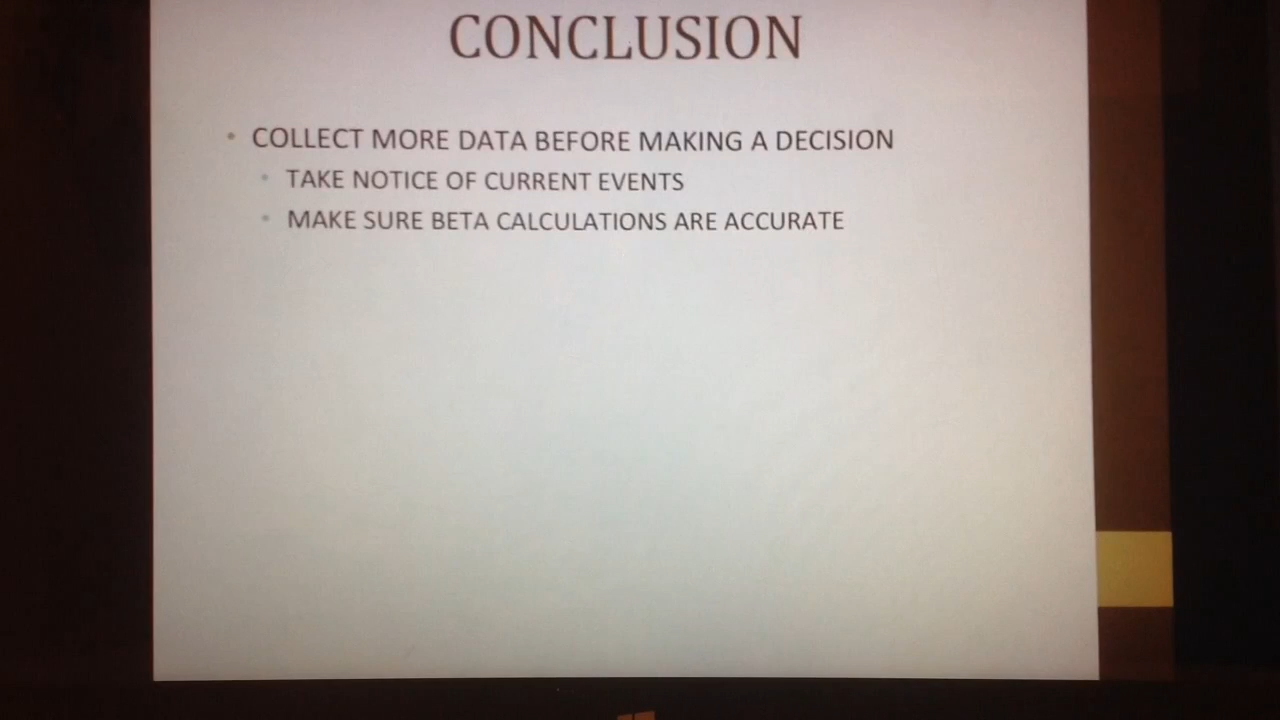 CONCLUSION
COLLECT MORE DATA BEFORE MAKING A DECISION
TAKE NOTICE OF CURRENT EVENTS
MAKE SURE BETA CALCULATIONS ARE ACCURATE